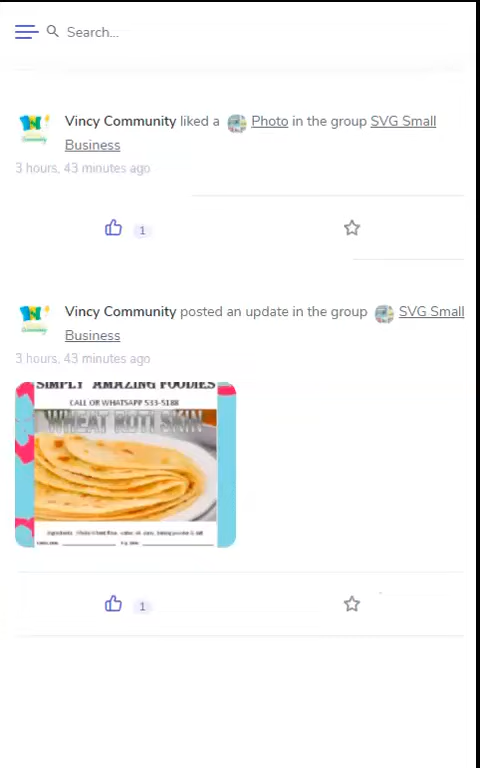 Search...
Vincy Community liked a Photo in the group SVG Small
Business
3 hours, 43 minutes ago
1
Vincy Community posted an update in the group SVG Small
Business
3 hours, 43 minutes ago
SIMPLY AMAZING FOODIES
CALL OR WHATSAPP 533-5188
WHEAT ROTI SKIN
1